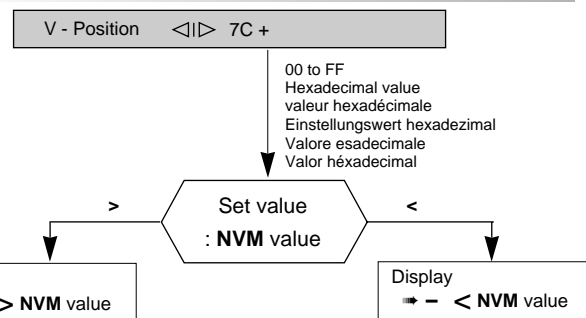 V - Position ◁I▷ 7C +
00 to FF
Hexadecimal value
valeur hexadécimale
Einstellungswert hexadezimal
Valore esadecimale
Valor héxadecimal
> Set value <
: NVM value
Display
> NVM value
➠ – < NVM value